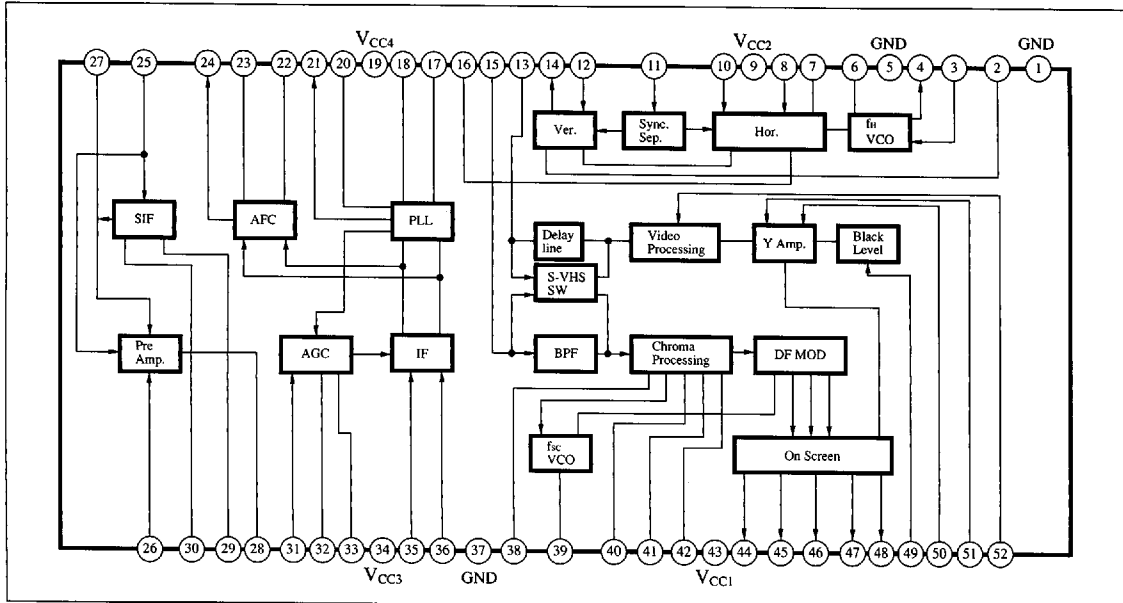 V_CC4 V_CC2 GND GND
27 25 24 23 22 21 20 19 18 17 16 15 13 14 12 11 10 9 8 7 6 5 4 3 2 1
Ver. Sync. Sep. Hor. fH VCO
SIF AFC PLL
Delay line Video Processing Y Amp. Black Level
S-VHS SW
Pre Amp. AGC IF BPF Chroma Processing DF MOD
fSC VCO On Screen
26 30 29 28 31 32 33 34 35 36 37 38 39 40 41 42 43 44 45 46 47 48 49 50 51 52
V_CC3 GND V_CC1